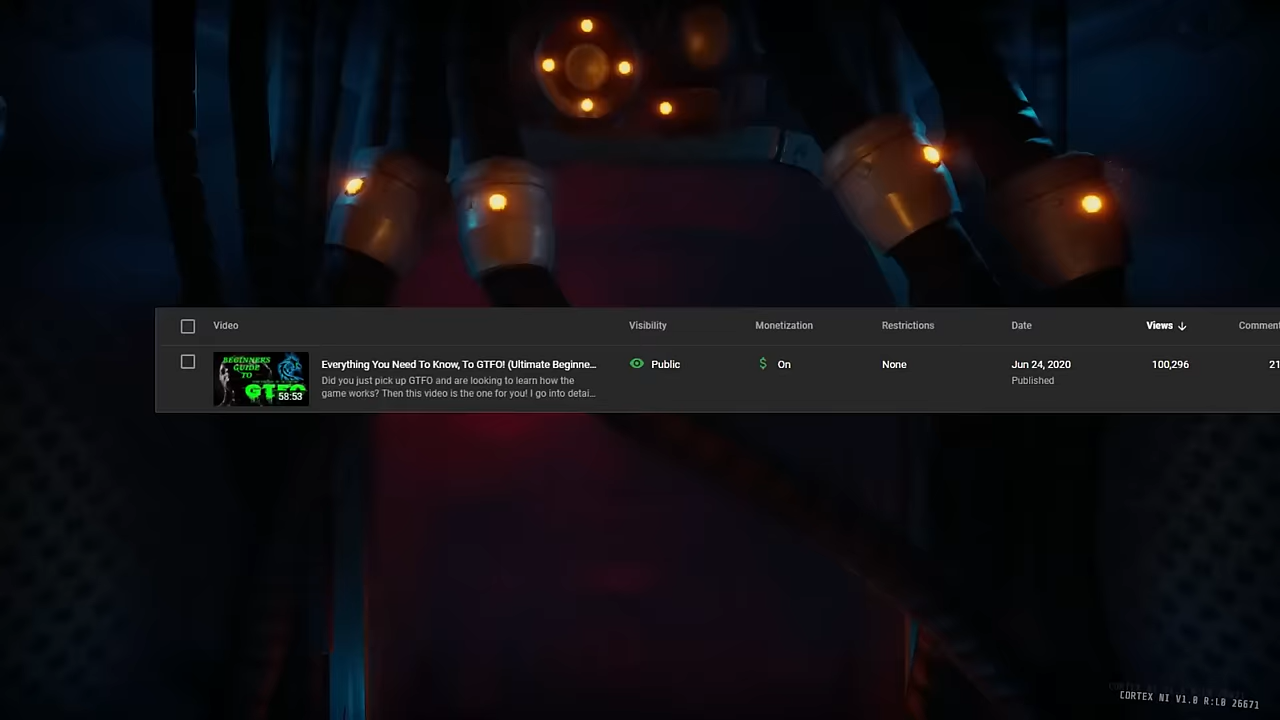 Video Visibility Monetization Restrictions Date Views Comment
BEGINNERS
GUIDE
TO
GTFO
58:53
Everything You Need To Know, To GTFO! (Ultimate Beginne...
Did you just pick up GTFO and are looking to learn how the
game works? Then this video is the one for you! I go into detai...
Public
$ On
None
Jun 24, 2020
Published
100,296
21
CORTEX NI V1.0 R:L0 26671